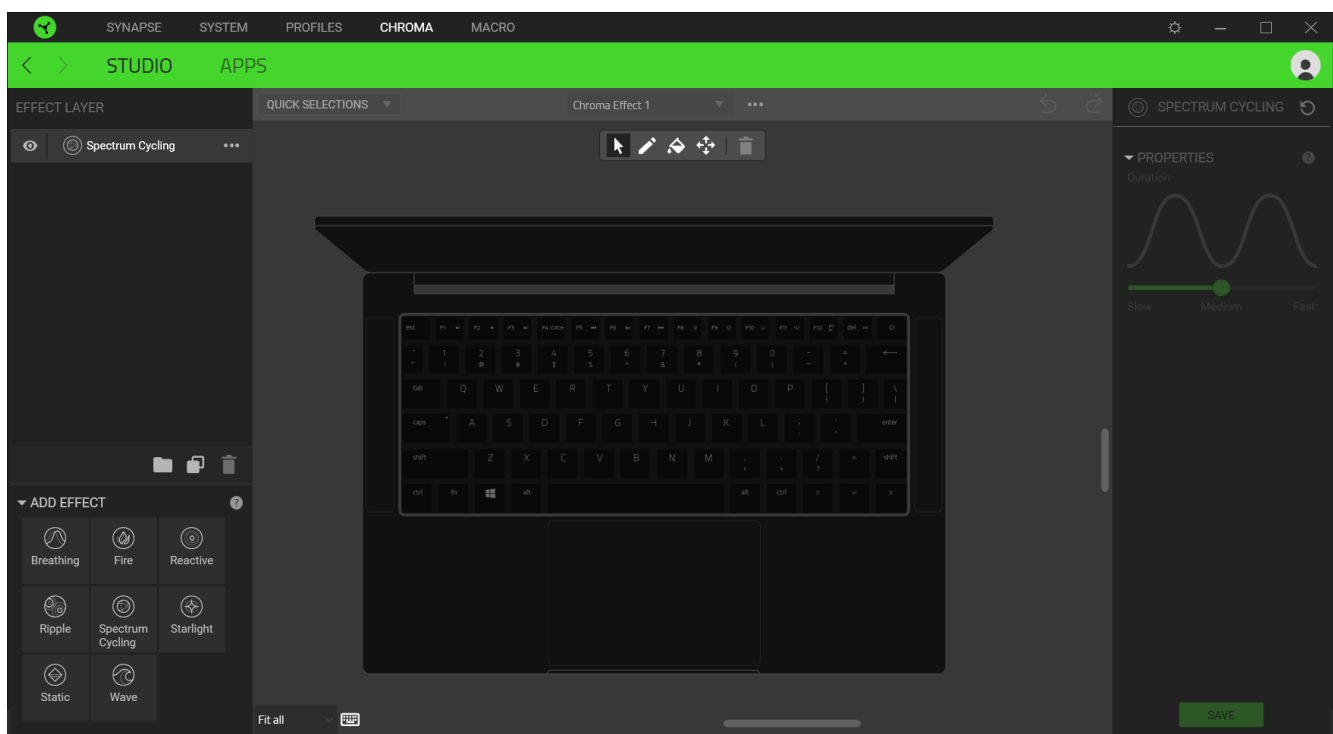 SYNAPSE SYSTEM PROFILES CHROMA MACRO
STUDIO APPS
EFFECT LAYER
QUICK SELECTIONS
Chroma Effect 1
SPECTRUM CYCLING
Spectrum Cycling
PROPERTIES
Duration
Slow Medium Fast
esc F1 F2 F3 F4 F5 F6 F7 F8 F9 F10 F11 F12 del
1 2 3 4 5 6 7 8 9 0 - =
! @ # $ % ^ & * ( )
tab Q W E R T Y U I O P [ ] \
{ } |
caps A S D F G H J K L ; ' enter
shift Z X C V B N M , . / shift
< > ?
ctrl fn alt alt ctrl < >
ADD EFFECT
Breathing Fire Reactive
Ripple Spectrum Cycling Starlight
Static Wave
Fit all
SAVE